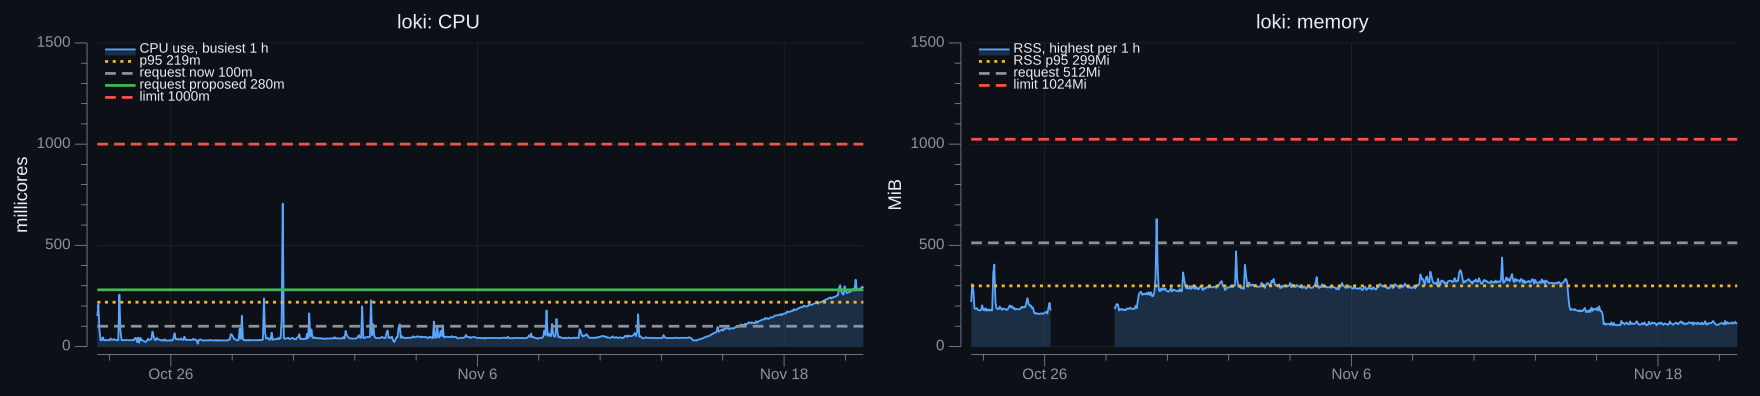 loki: CPU
1500
1000
500
0
millicores
CPU use, busiest 1 h
p95 219m
request now 100m
request proposed 280m
limit 1000m
Oct 26
Nov 6
Nov 18
loki: memory
1500
1000
500
0
MiB
RSS, highest per 1 h
RSS p95 299Mi
request 512Mi
limit 1024Mi
Oct 26
Nov 6
Nov 18